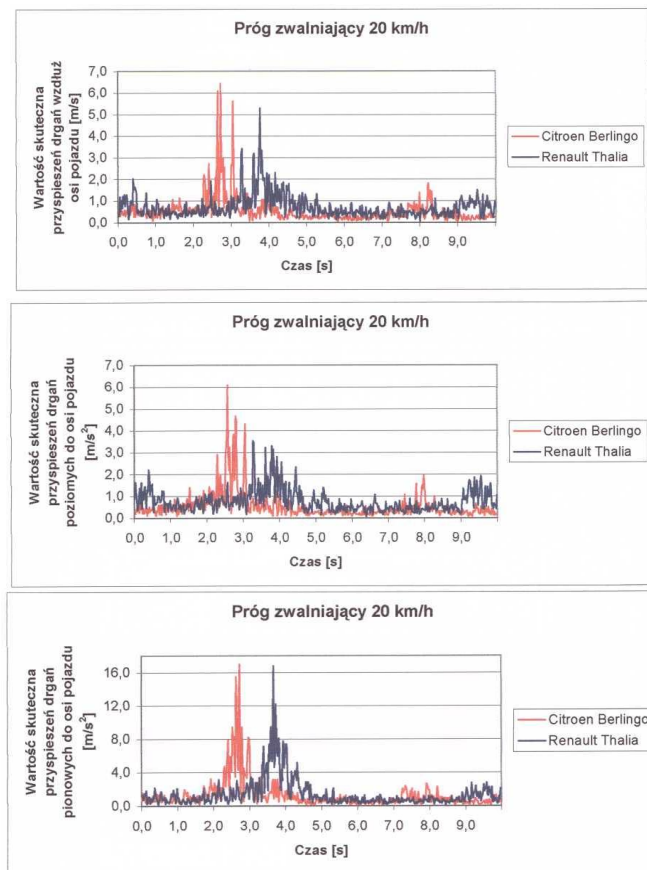 Próg zwalniający 20 km/h
Wartość skuteczna
przyspieszeń drgań wzdłuż
osi pojazdu [m/s]
7,0
6,0
5,0
4,0
3,0
2,0
1,0
0,0
0,0 1,0 2,0 3,0 4,0 5,0 6,0 7,0 8,0 9,0
Czas [s]
Citroen Berlingo
Renault Thalia
Próg zwalniający 20 km/h
Wartość skuteczna
przyspieszeń drgań
poziomych do osi pojazdu
[m/s²]
7,0
6,0
5,0
4,0
3,0
2,0
1,0
0,0
0,0 1,0 2,0 3,0 4,0 5,0 6,0 7,0 8,0 9,0
Czas [s]
Citroen Berlingo
Renault Thalia
Próg zwalniający 20 km/h
Wartość skuteczna
przyspieszeń drgań
pionowych do osi pojazdu
[m/s²]
16,0
12,0
8,0
4,0
0,0
0,0 1,0 2,0 3,0 4,0 5,0 6,0 7,0 8,0 9,0
Czas [s]
Citroen Berlingo
Renault Thalia